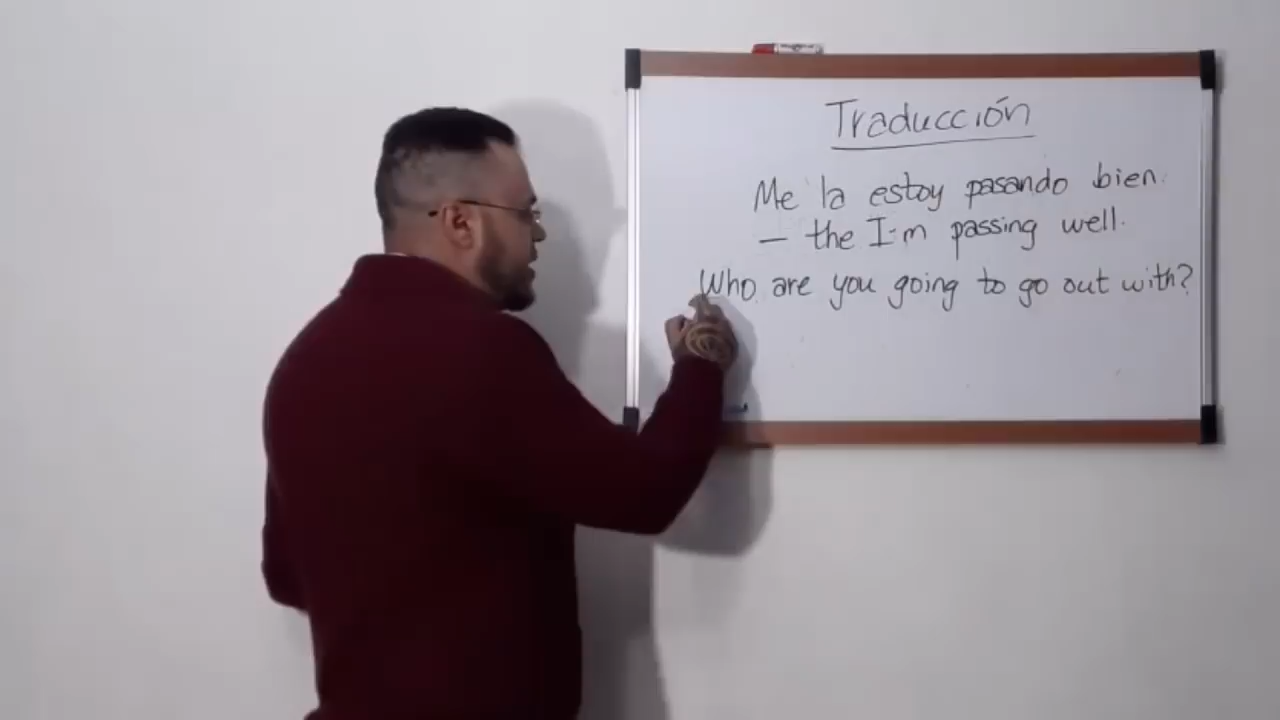 Traducción
Me la estoy pasando bien.
– the I'm passing well.
Who are you going to go out with?